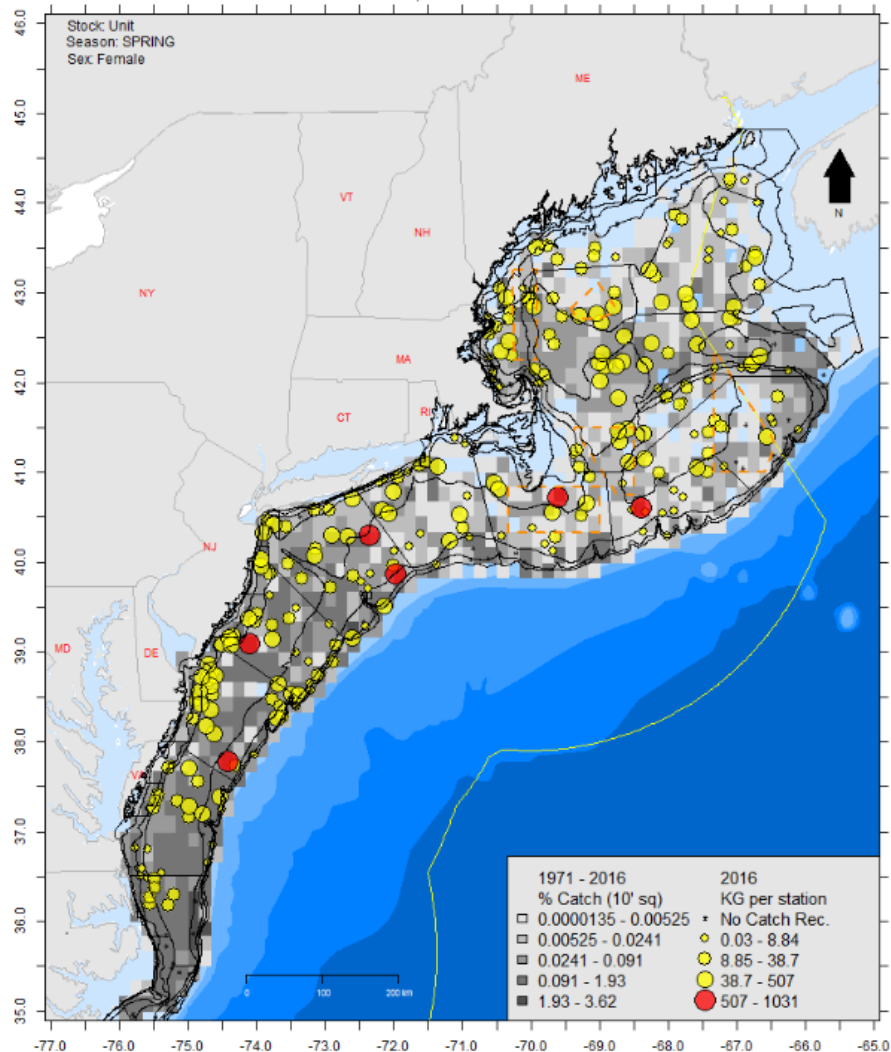 Stock: Unit
Season: SPRING
Sex: Female
46.0
45.0
44.0
43.0
42.0
41.0
40.0
39.0
38.0
37.0
36.0
35.0
ME
VT
NH
NY
MA
CT
RI
NJ
MD
DE
VA
N
0 100 200 km
1971 - 2016
% Catch (10' sq)
0.0000135 - 0.00525
0.00525 - 0.0241
0.0241 - 0.091
0.091 - 1.93
1.93 - 3.62
2016
KG per station
No Catch Rec.
0.03 - 8.84
8.85 - 38.7
38.7 - 507
507 - 1031
-77.0 -76.0 -75.0 -74.0 -73.0 -72.0 -71.0 -70.0 -69.0 -68.0 -67.0 -66.0 -65.0